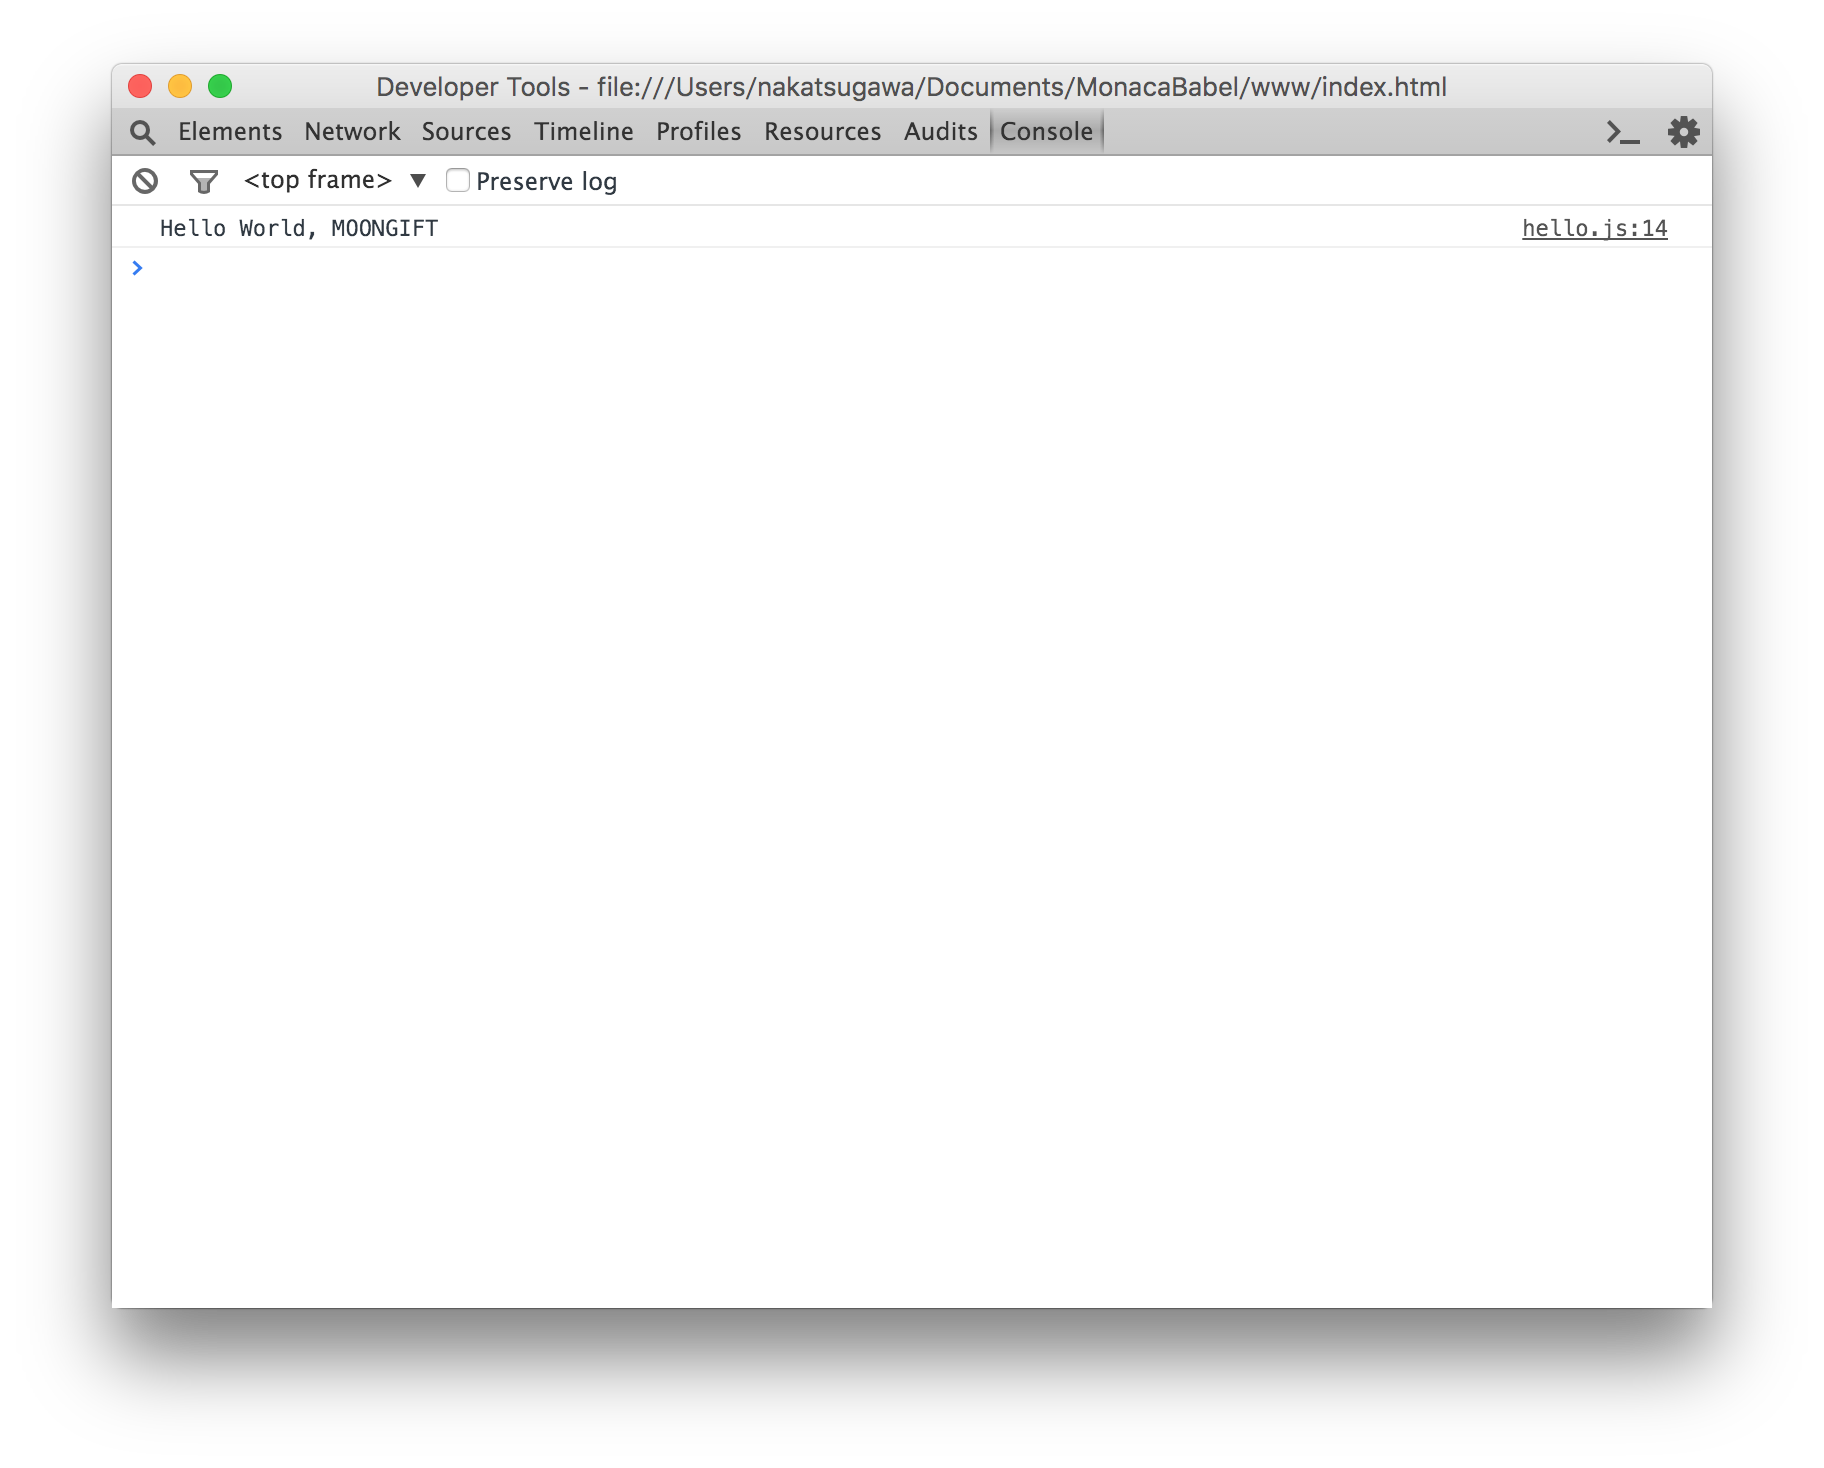 Developer Tools - file:///Users/nakatsugawa/Documents/MonacaBabel/www/index.html
Elements Network Sources Timeline Profiles Resources Audits Console
<top frame> ▼ Preserve log
Hello World, MOONGIFT hello.js:14
>